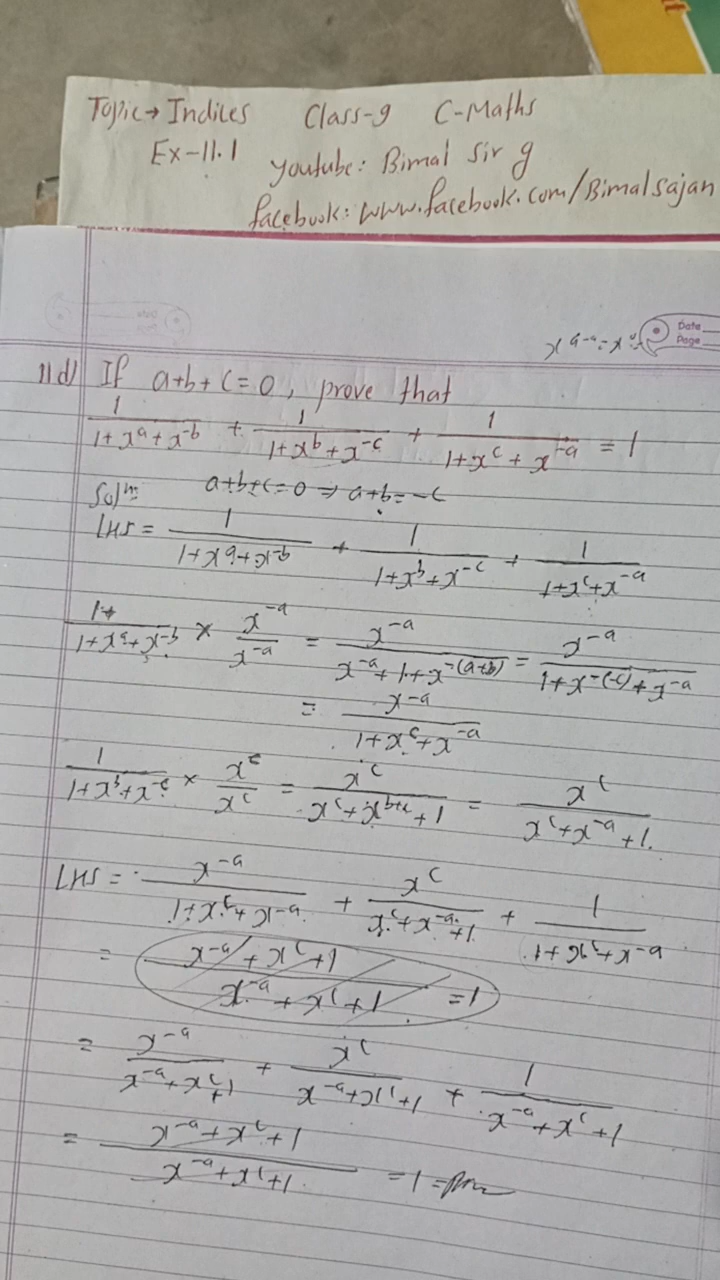 Topic → Indices Class-9 C-Maths
Ex-11.1 youtube: Bimal Sir g
facebook: www.facebook.com/Bimalsajan
Date
Page
11d) If a+b+c=0, prove that
1/(1+x^a+x^-b) + 1/(1+x^b+x^-c) + 1/(1+x^c+x^-a) = 1
Soln:
a+b+c=0 ⇒ a+b=-c
LHS = 1/(1+x^a+x^-b) + 1/(1+x^b+x^-c) + 1/(1+x^c+x^-a)
x^-a/(x^-a+1+x^-(a+b)) = x^-a/(1+x^-(-c)+x^-a)
= x^-a/(1+x^c+x^-a)
1/(1+x^b+x^-c) × x^c/x^c = x^c/(x^c+x^b+c+1) = x^c/(x^c+x^-a+1)
LHS = x^-a/(1+x^c+x^-a) + x^c/(x^c+x^-a+1) + 1/(1+x^c+x^-a)
= (x^-a+x^c+1)/(x^-a+x^c+1) = 1
= x^-a/(x^-a+x^c+1) + x^c/(x^-a+x^c+1) + 1/(x^-a+x^c+1)
= (x^-a+x^c+1)/(x^-a+x^c+1) = 1 =